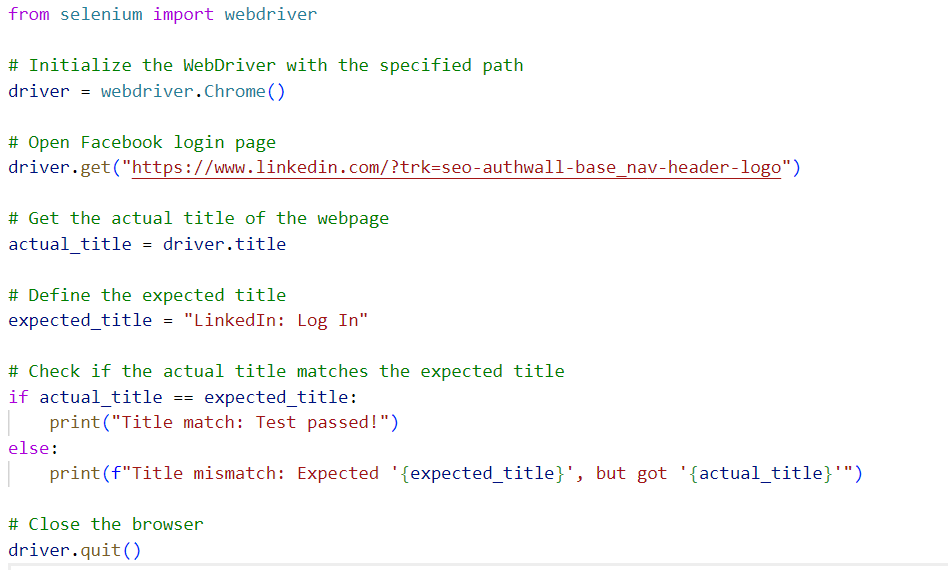 from selenium import webdriver
# Initialize the WebDriver with the specified path
driver = webdriver.Chrome()
# Open Facebook login page
driver.get("https://www.linkedin.com/?trk=seo-authwall-base_nav-header-logo")
# Get the actual title of the webpage
actual_title = driver.title
# Define the expected title
expected_title = "LinkedIn: Log In"
# Check if the actual title matches the expected title
if actual_title == expected_title:
    print("Title match: Test passed!")
else:
    print(f"Title mismatch: Expected '{expected_title}', but got '{actual_title}'")
# Close the browser
driver.quit()